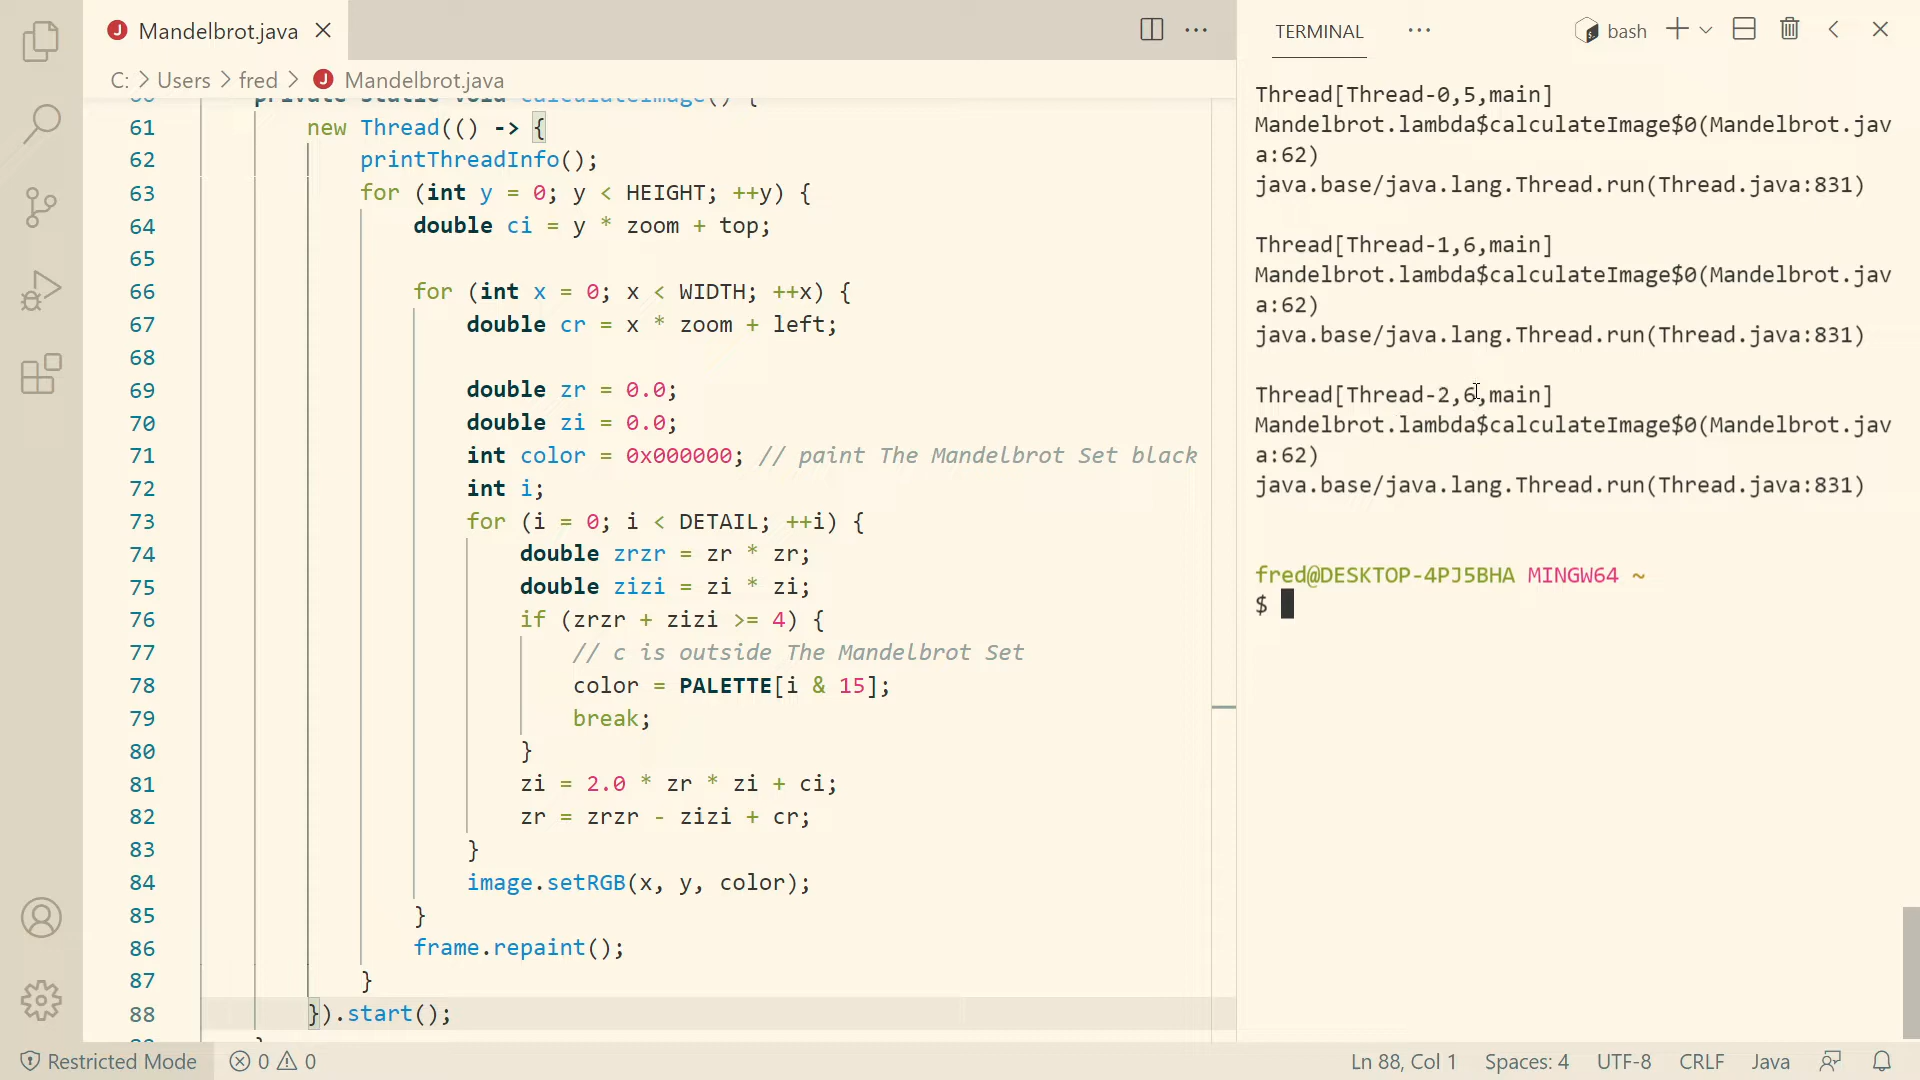 Mandelbrot.java
C: Users fred Mandelbrot.java
60 private static void calculateImage() {
61 new Thread(() -> {
62 printThreadInfo();
63 for (int y = 0; y < HEIGHT; ++y) {
64 double ci = y * zoom + top;
65
66 for (int x = 0; x < WIDTH; ++x) {
67 double cr = x * zoom + left;
68
69 double zr = 0.0;
70 double zi = 0.0;
71 int color = 0x000000; // paint The Mandelbrot Set black
72 int i;
73 for (i = 0; i < DETAIL; ++i) {
74 double zrzr = zr * zr;
75 double zizi = zi * zi;
76 if (zrzr + zizi >= 4) {
77 // c is outside The Mandelbrot Set
78 color = PALETTE[i & 15];
79 break;
80 }
81 zi = 2.0 * zr * zi + ci;
82 zr = zrzr - zizi + cr;
83 }
84 image.setRGB(x, y, color);
85 }
86 frame.repaint();
87 }
88 }).start();
TERMINAL
bash
Thread[Thread-0,5,main]
Mandelbrot.lambda$calculateImage$0(Mandelbrot.jav
a:62)
java.base/java.lang.Thread.run(Thread.java:831)
Thread[Thread-1,6,main]
Mandelbrot.lambda$calculateImage$0(Mandelbrot.jav
a:62)
java.base/java.lang.Thread.run(Thread.java:831)
Thread[Thread-2,6,main]
Mandelbrot.lambda$calculateImage$0(Mandelbrot.jav
a:62)
java.base/java.lang.Thread.run(Thread.java:831)
fred@DESKTOP-4PJ5BHA MINGW64 ~
$
Restricted Mode 0 0 Ln 88, Col 1 Spaces: 4 UTF-8 CRLF Java